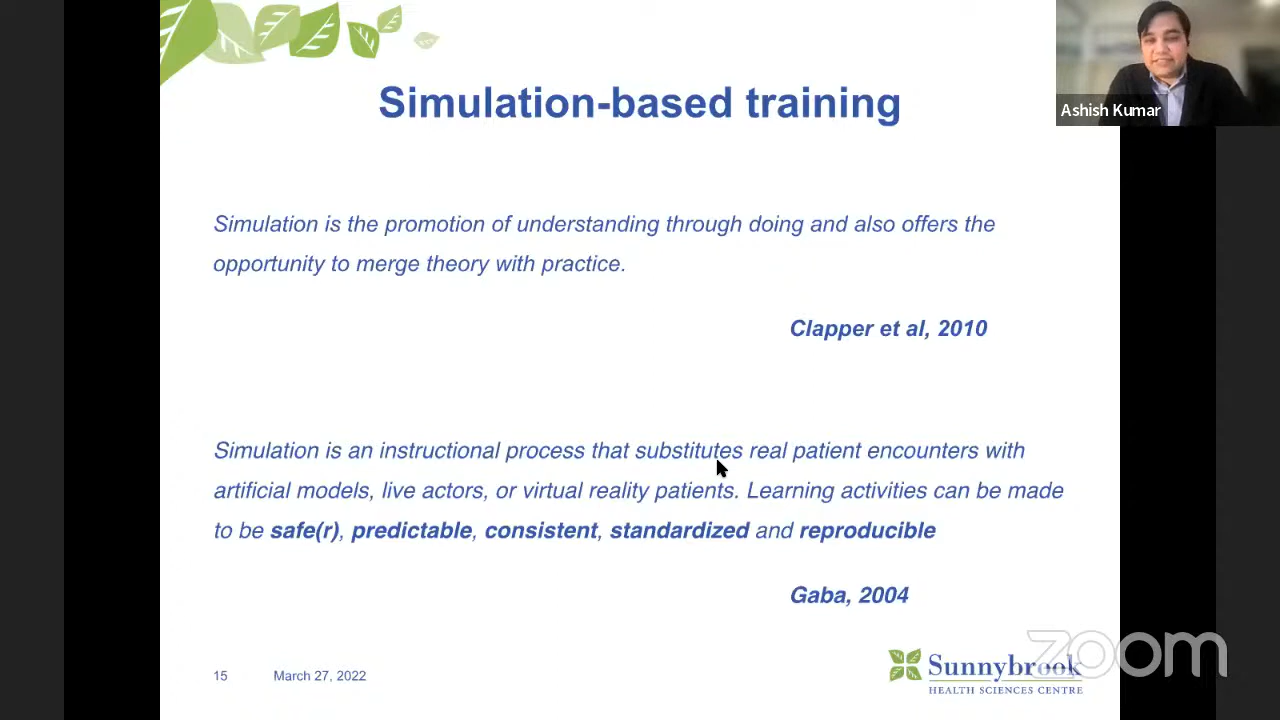 Simulation-based training
Ashish Kumar
Simulation is the promotion of understanding through doing and also offers the
opportunity to merge theory with practice.
Clapper et al, 2010
Simulation is an instructional process that substitutes real patient encounters with
artificial models, live actors, or virtual reality patients. Learning activities can be made
to be safe(r), predictable, consistent, standardized and reproducible
Gaba, 2004
15 March 27, 2022
Sunnybrook
HEALTH SCIENCES CENTRE
zoom